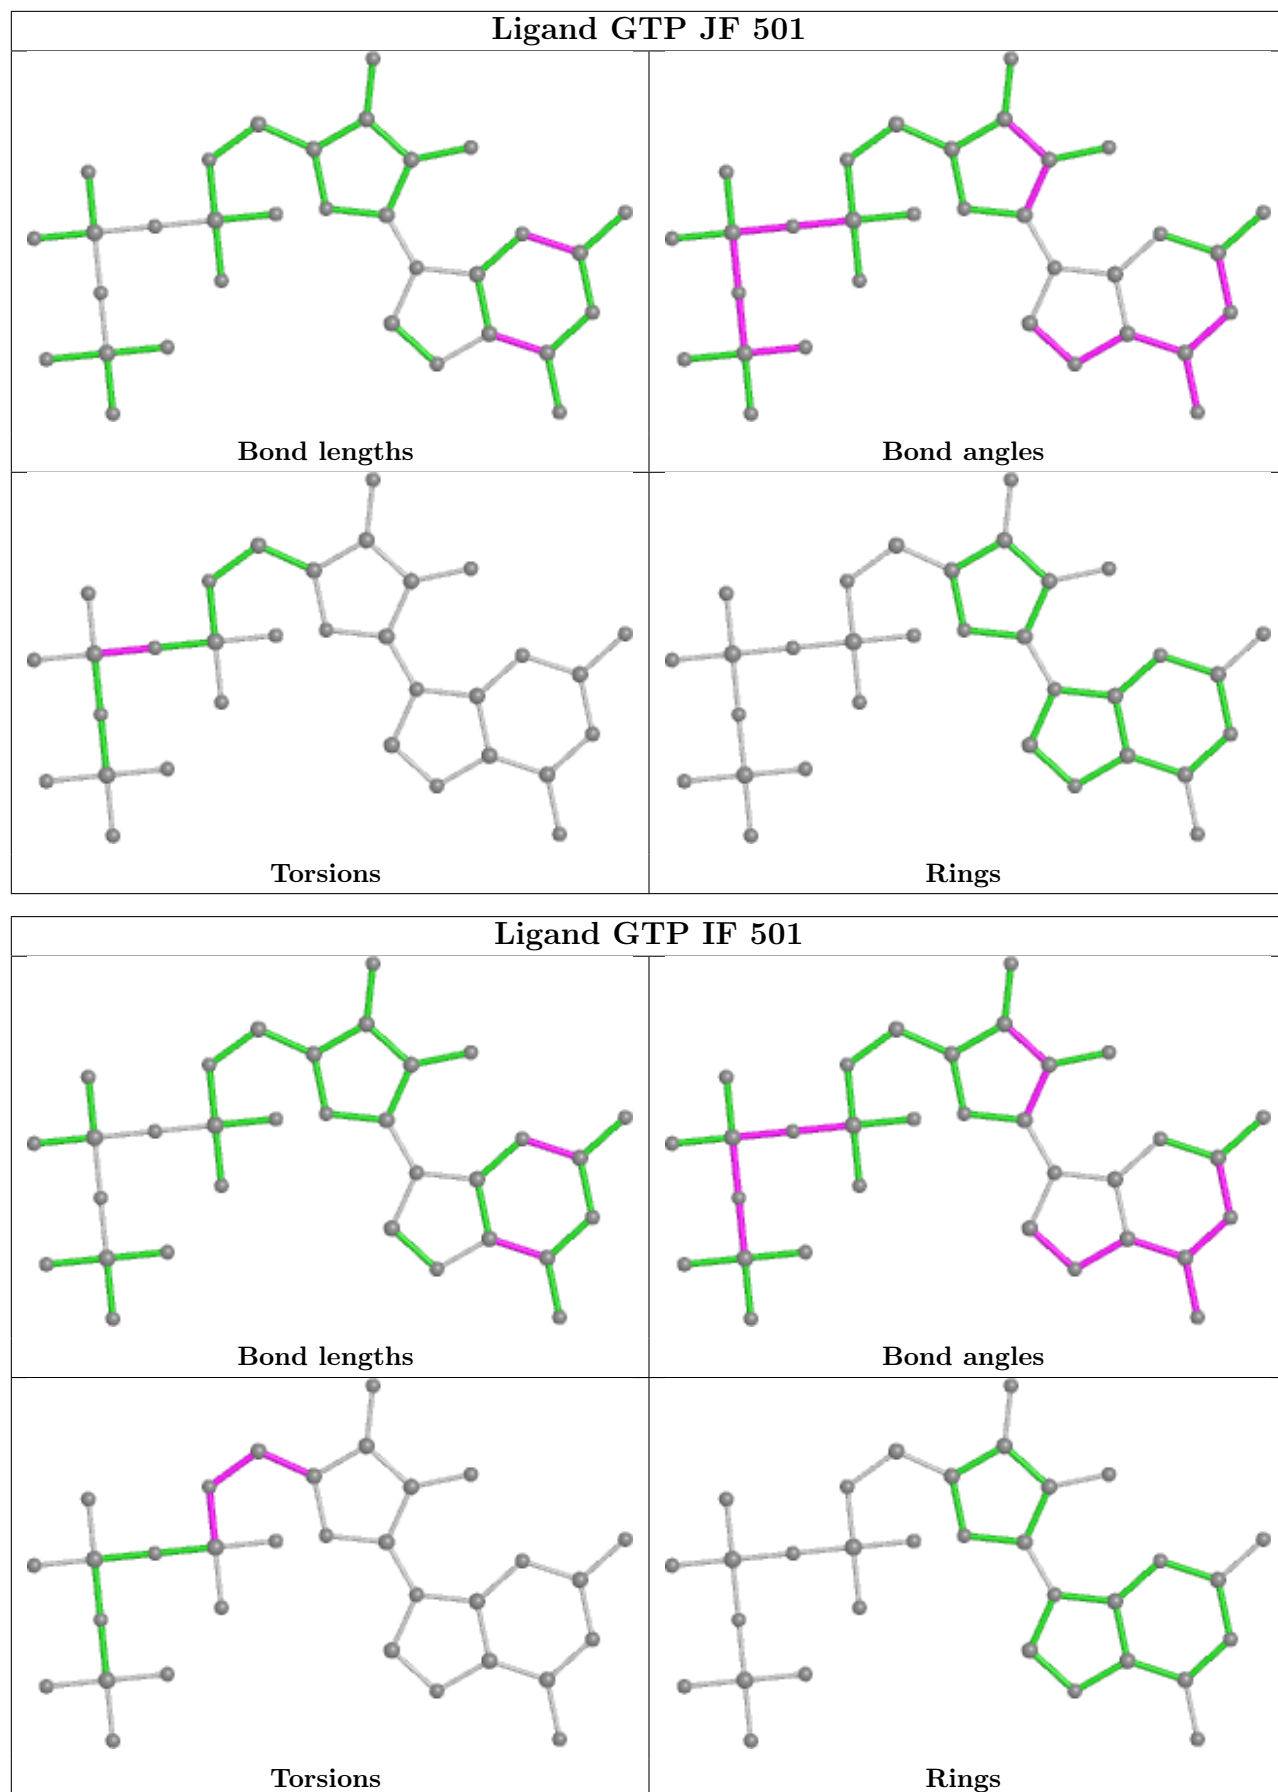 Ligand GTP JF 501
Bond lengths
Bond angles
Torsions
Rings
Ligand GTP IF 501
Bond lengths
Bond angles
Torsions
Rings